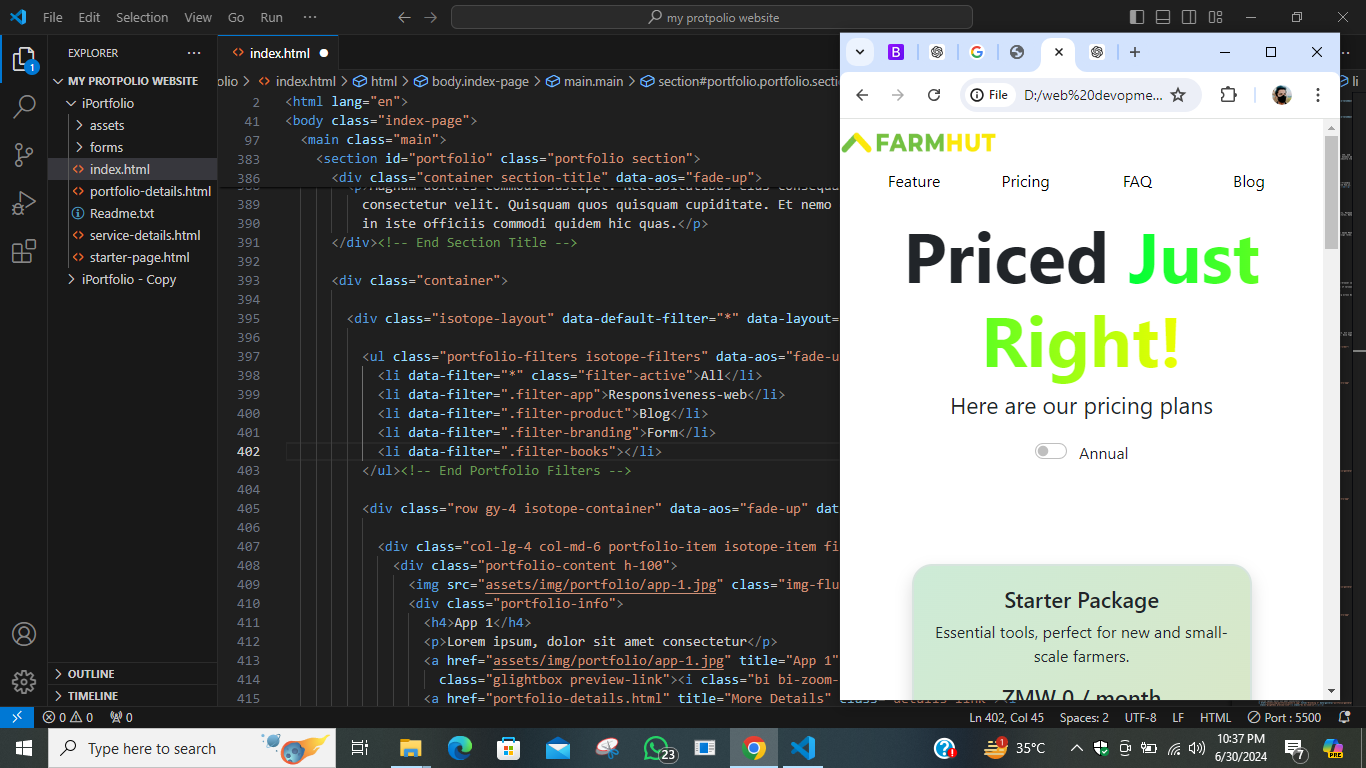 File Edit Selection View Go Run ···
my protpolio website
EXPLORER ···
MY PROTPOLIO WEBSITE
iPortfolio
assets
forms
index.html
portfolio-details.html
Readme.txt
service-details.html
starter-page.html
iPortfolio - Copy
OUTLINE
TIMELINE
1
index.html
olio > index.html > html > body.index-page > main.main > section#portfolio.portfolio.section
li
2 <html lang="en">
41 <body class="index-page">
97 <main class="main">
383 <section id="portfolio" class="portfolio section">
386 <div class="container section-title" data-aos="fade-up">
389 consectetur velit. Quisquam quos quisquam cupiditate. Et nemo
390 in iste officiis commodi quidem hic quas.</p>
391 </div><!-- End Section Title -->
392
393 <div class="container">
394
395 <div class="isotope-layout" data-default-filter="*" data-layout=
396
397 <ul class="portfolio-filters isotope-filters" data-aos="fade-u
398 <li data-filter="*" class="filter-active">All</li>
399 <li data-filter=".filter-app">Responsiveness-web</li>
400 <li data-filter=".filter-product">Blog</li>
401 <li data-filter=".filter-branding">Form</li>
402 <li data-filter=".filter-books"></li>
403 </ul><!-- End Portfolio Filters -->
404
405 <div class="row gy-4 isotope-container" data-aos="fade-up" dat
406
407 <div class="col-lg-4 col-md-6 portfolio-item isotope-item fi
408 <div class="portfolio-content h-100">
409 <img src="assets/img/portfolio/app-1.jpg" class="img-flu
410 <div class="portfolio-info">
411 <h4>App 1</h4>
412 <p>Lorem ipsum, dolor sit amet consectetur</p>
413 <a href="assets/img/portfolio/app-1.jpg" title="App 1"
414 class="glightbox preview-link"><i class="bi bi-zoom-
415 <a href="portfolio-details.html" title="More Details"
File D:/web%20devopme...
FARMHUT
Feature Pricing FAQ Blog
Priced Just
Right!
Here are our pricing plans
Annual
Starter Package
Essential tools, perfect for new and small-
scale farmers.
ZMW 0 / month
0 0 0 Ln 402, Col 45 Spaces: 2 UTF-8 LF HTML Port : 5500
Type here to search
23
35°C
10:37 PM
6/30/2024
7
PRE